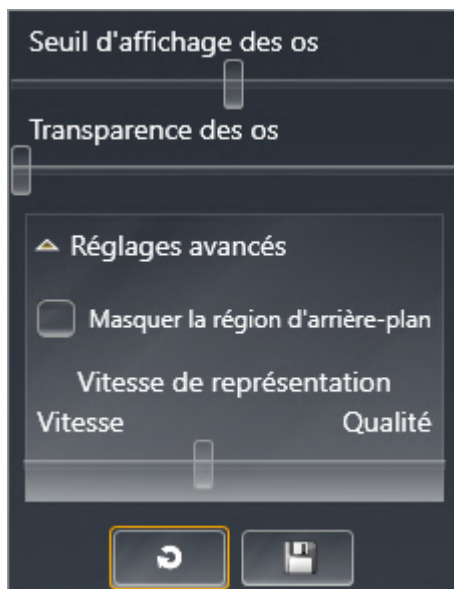 Seuil d'affichage des os
Transparence des os
Réglages avancés
Masquer la région d'arrière-plan
Vitesse de représentation
Vitesse Qualité